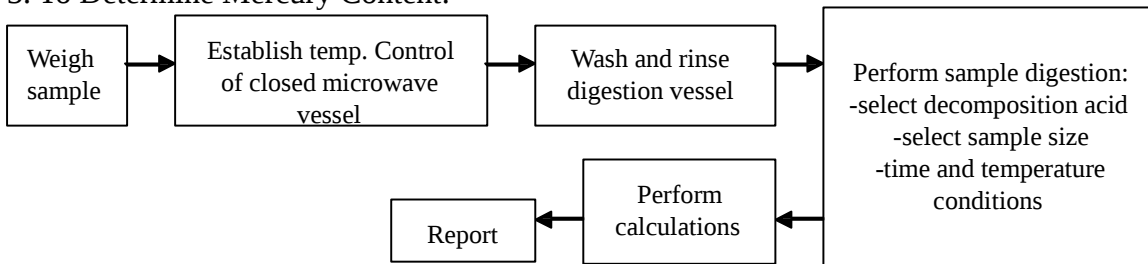 3. To Determine Mercury Content:
Weigh
sample
Establish temp. Control
of closed microwave
vessel
Wash and rinse
digestion vessel
Perform sample digestion:
-select decomposition acid
-select sample size
-time and temperature
conditions
Perform
calculations
Report